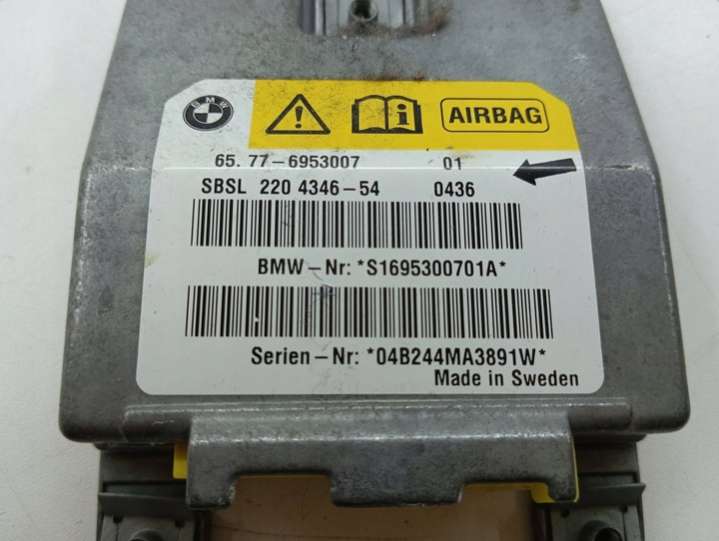 BMW
AIRBAG
65. 77-6953007 01
SBSL 220 4346-54 0436
BMW-Nr: *S1695300701A*
Serien-Nr: *04B244MA3891W*
Made in Sweden